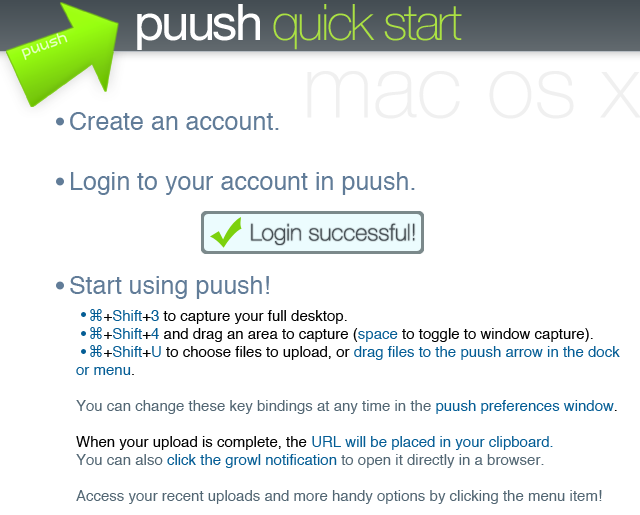 puush quick start
puush
mac os x
•Create an account.
•Login to your account in puush.
Login successful!
•Start using puush!
•⌘+Shift+3 to capture your full desktop.
•⌘+Shift+4 and drag an area to capture (space to toggle to window capture).
•⌘+Shift+U to choose files to upload, or drag files to the puush arrow in the dock
or menu.
You can change these key bindings at any time in the puush preferences window.
When your upload is complete, the URL will be placed in your clipboard.
You can also click the growl notification to open it directly in a browser.
Access your recent uploads and more handy options by clicking the menu item!